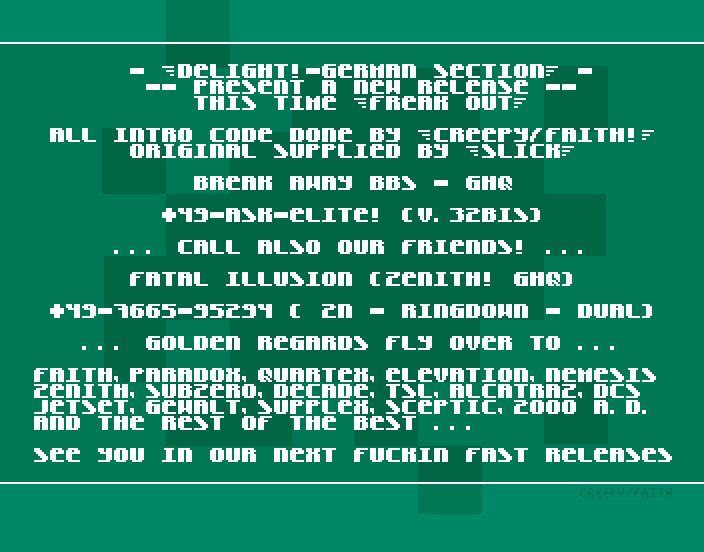 - =DELIGHT!-GERMAN SECTION= -
-- PRESENT A NEW RELEASE --
THIS TIME =FREAK OUT=
ALL INTRO CODE DONE BY =CREEPY/FAITH!=
ORIGINAL SUPPLIED BY =SLICK=
BREAK AWAY BBS - GHQ
+49-ASK-ELITE! (V.32BIS)
... CALL ALSO OUR FRIENDS! ...
FATAL ILLUSION (ZENITH! GHQ)
+49-7665-95294 ( 2N - RINGDOWN - DUAL)
... GOLDEN REGARDS FLY OVER TO ...
FAITH, PARADOX, QUARTEX, ELEVATION, NEMESIS
ZENITH, SUBZERO, DECADE, TSL, ALCATRAZ, DCS
JETSET, GEWALT, SUPPLEX, SCEPTIC, 2000 A.D.
AND THE REST OF THE BEST ...
SEE YOU IN OUR NEXT FUCKIN FAST RELEASES
CREEPY/FAITH